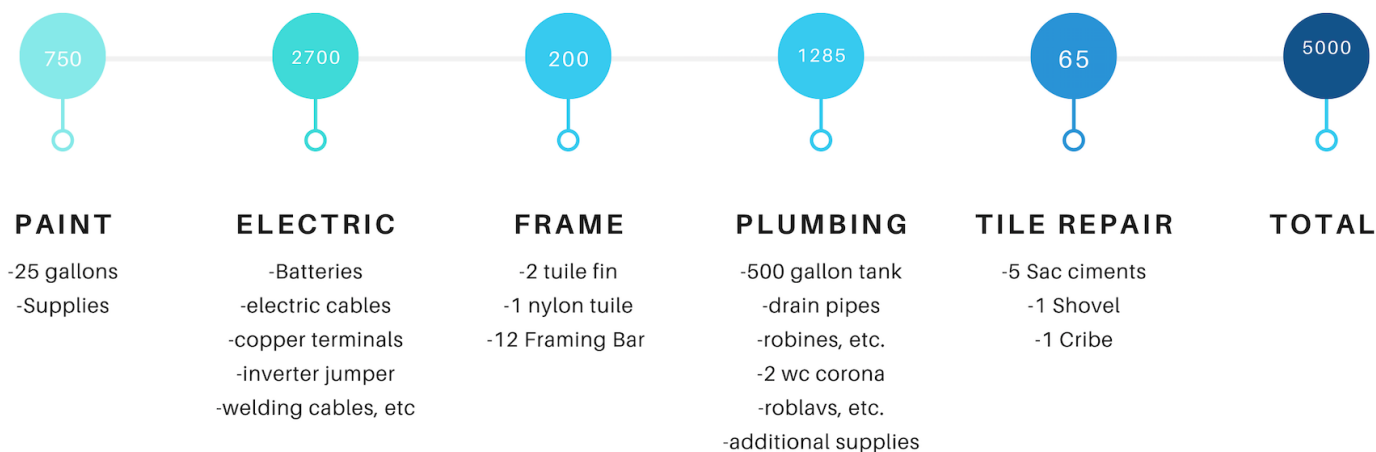 750
2700
200
1285
65
5000
PAINT
-25 gallons
-Supplies
ELECTRIC
-Batteries
-electric cables
-copper terminals
-inverter jumper
-welding cables, etc
FRAME
-2 tuile fin
-1 nylon tuile
-12 Framing Bar
PLUMBING
-500 gallon tank
-drain pipes
-robines, etc.
-2 wc corona
-roblavs, etc.
-additional supplies
TILE REPAIR
-5 Sac ciments
-1 Shovel
-1 Cribe
TOTAL